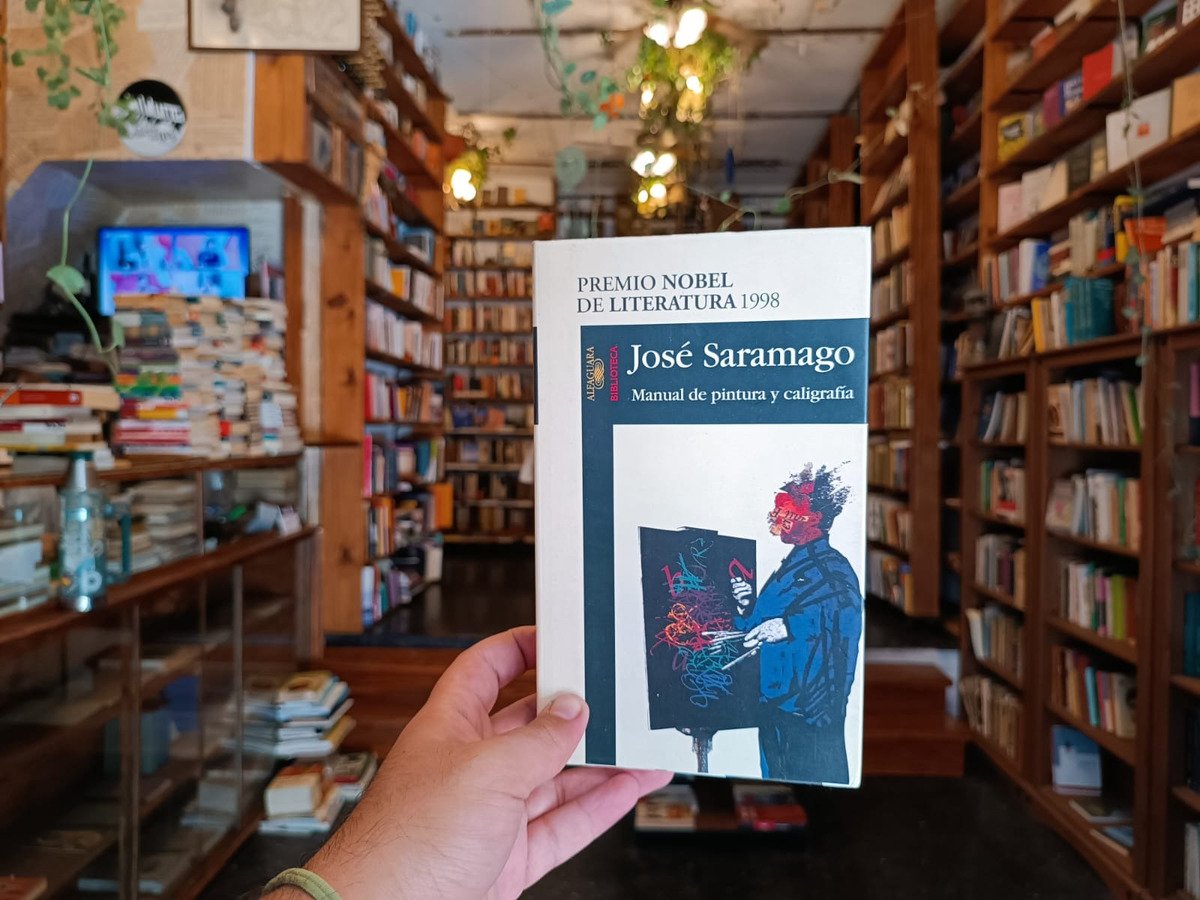 PREMIO NOBEL
DE LITERATURA 1998
ALFAGUARA
BIBLIOTECA
José Saramago
Manual de pintura y caligrafía